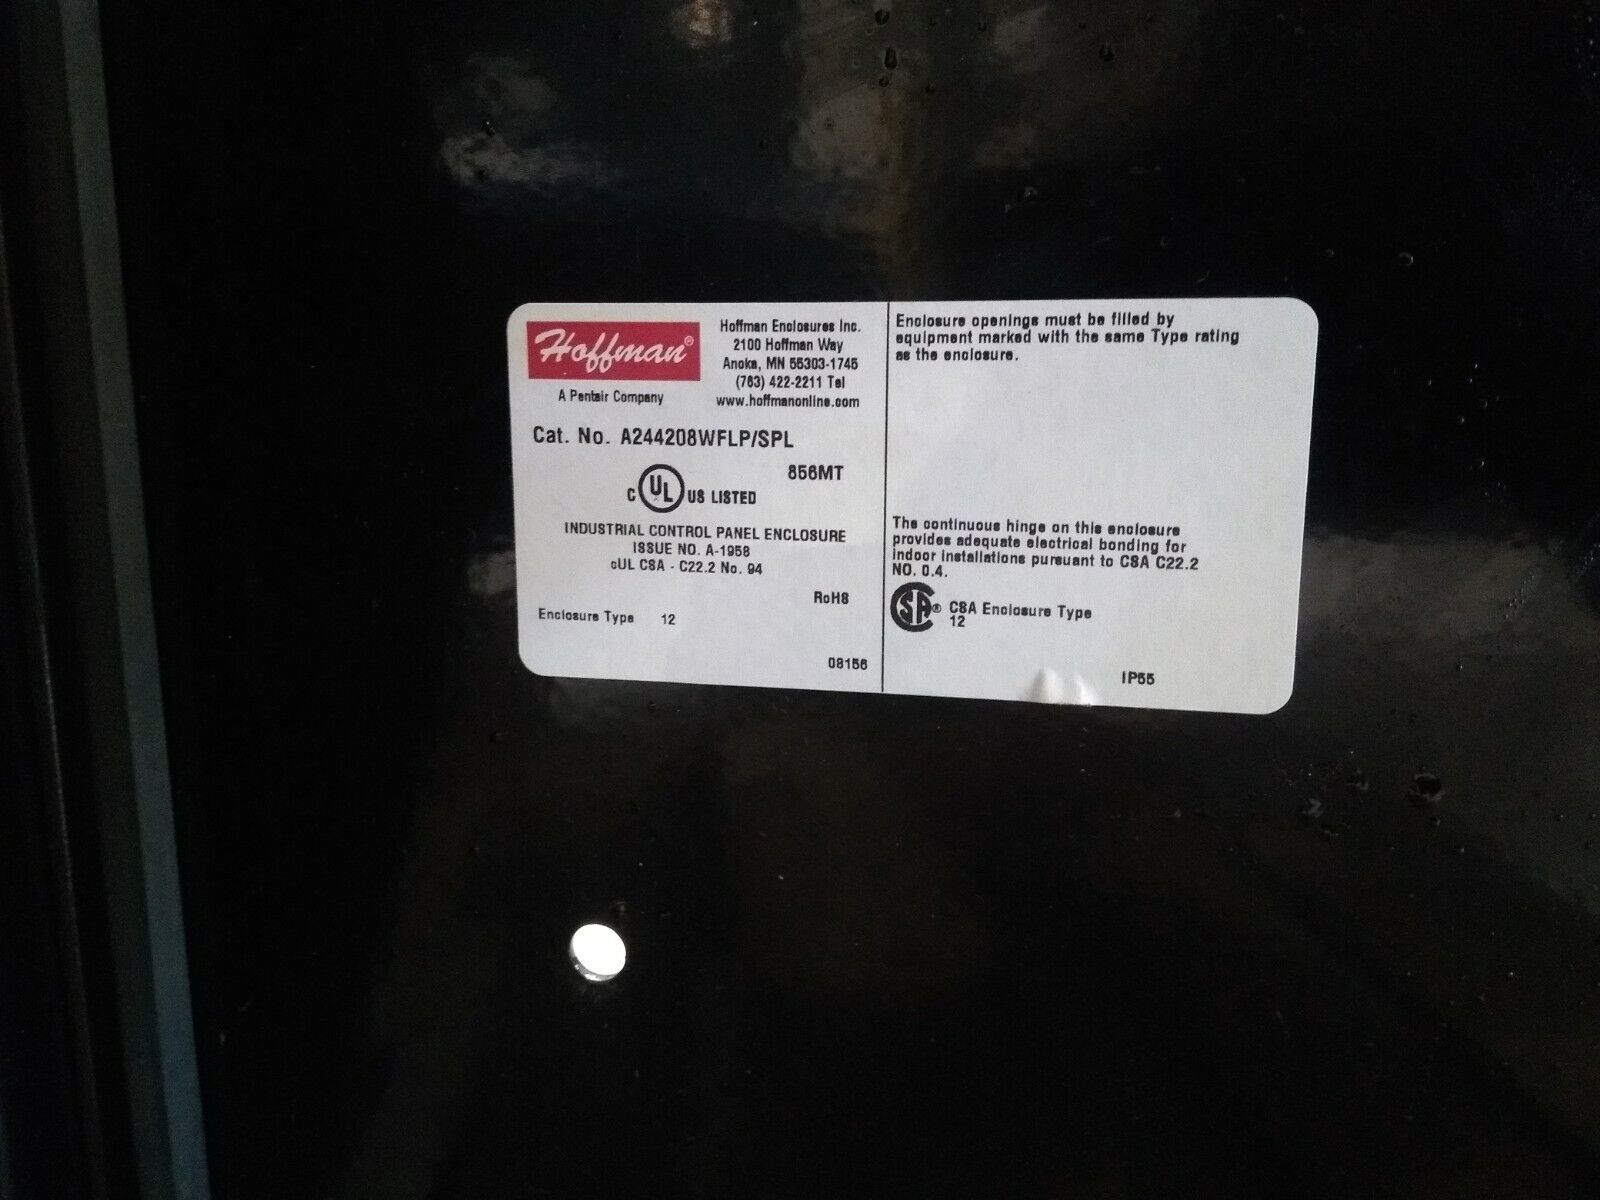 Hoffman®
A Pentair Company
Hoffman Enclosures Inc.
2100 Hoffman Way
Anoka, MN 55303-1745
(763) 422-2211 Tel
www.hoffmanonline.com
Cat. No. A244208WFLP/SPL
856MT
C UL US LISTED
INDUSTRIAL CONTROL PANEL ENCLOSURE
ISSUE NO. A-1958
cUL CSA - C22.2 No. 94
RoHS
Enclosure Type 12
08156
Enclosure openings must be filled by
equipment marked with the same Type rating
as the enclosure.
The continuous hinge on this enclosure
provides adequate electrical bonding for
indoor installations pursuant to CSA C22.2
NO. 0.4.
SA® CSA Enclosure Type
12
IP55